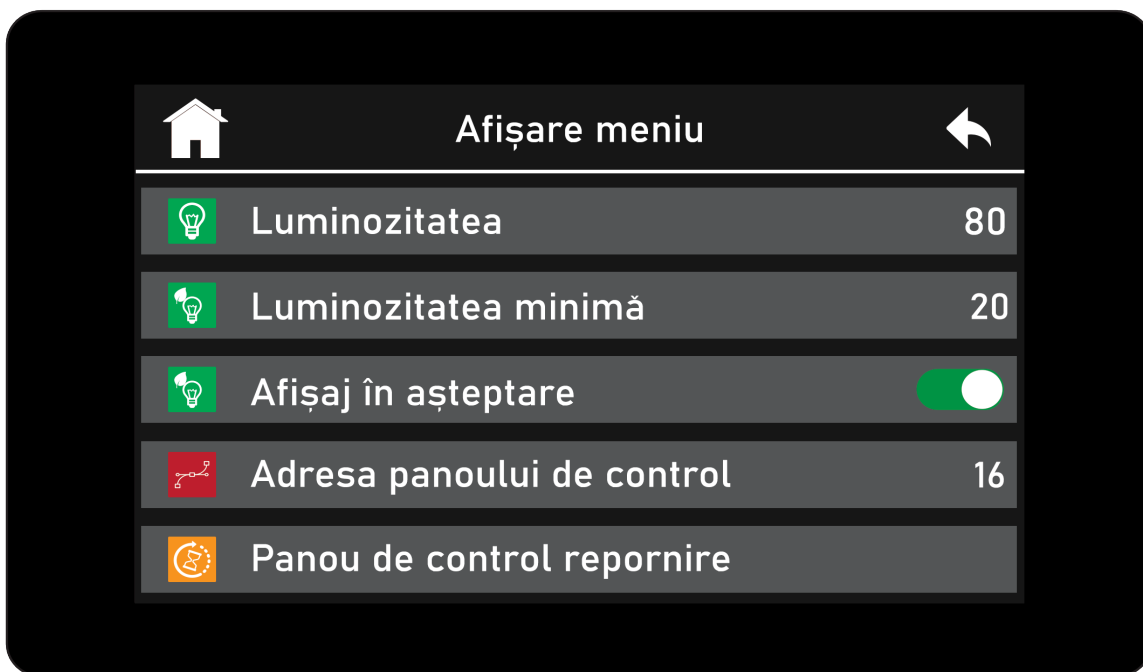 Afișare meniu
Luminozitatea 80
Luminozitatea minimă 20
Afișaj în așteptare
Adresa panoului de control 16
Panou de control repornire